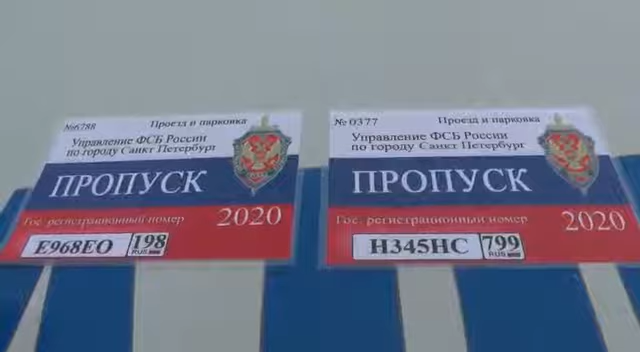 №6788 Проезд и парковка
Управление ФСБ России
по городу Санкт Петербург
ПРОПУСК
Гос. регистрационный номер 2020
Е968ЕО 198
RUS
№ 0377 Проезд и парковка
Управление ФСБ России
по городу Санкт Петербург
ПРОПУСК
Гос. регистрационный номер 2020
Н345НС 799
RUS